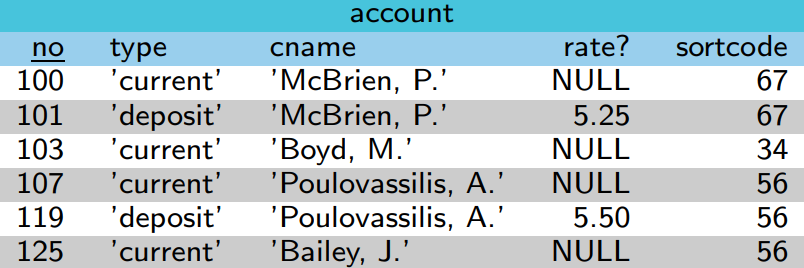 account
no type cname rate? sortcode
100 ’current’ ’McBrien, P.’ NULL 67
101 ’deposit’ ’McBrien, P.’ 5.25 67
103 ’current’ ’Boyd, M.’ NULL 34
107 ’current’ ’Poulovassilis, A.’ NULL 56
119 ’deposit’ ’Poulovassilis, A.’ 5.50 56
125 ’current’ ’Bailey, J.’ NULL 56